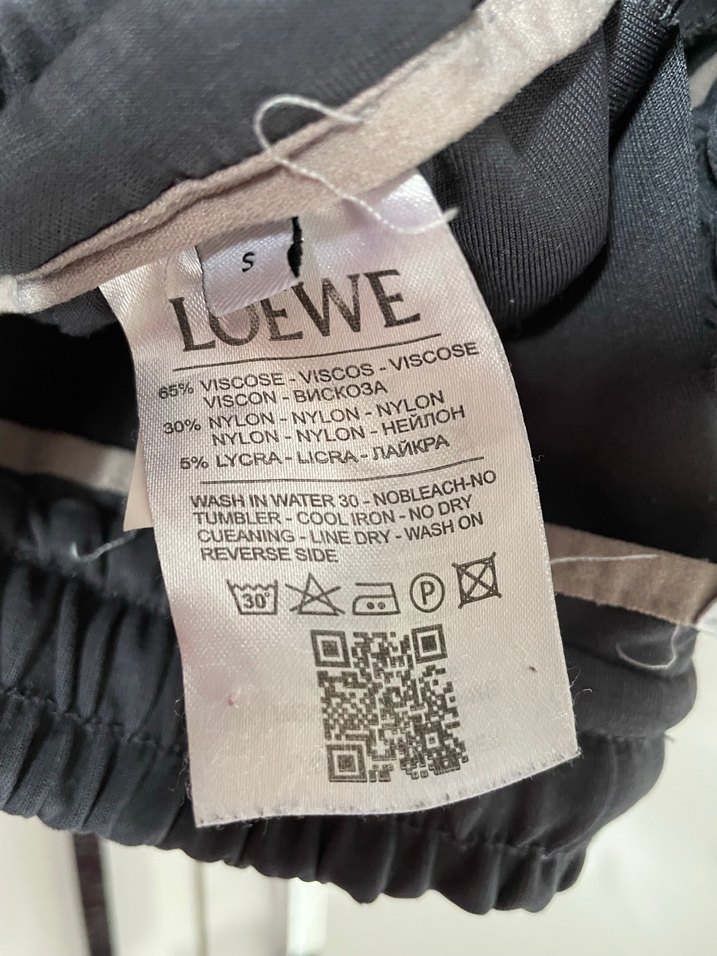 S
LOEWE
65% VISCOSE - VISCOS - VISCOSE
VISCON - ВИСКОЗА
30% NYLON - NYLON - NYLON
NYLON - NYLON - НЕЙЛОН
5% LYCRA - LICRA - ЛАЙКРА
WASH IN WATER 30 - NOBLEACH-NO
TUMBLER - COOL IRON - NO DRY
CUEANING - LINE DRY - WASH ON
REVERSE SIDE
30° P